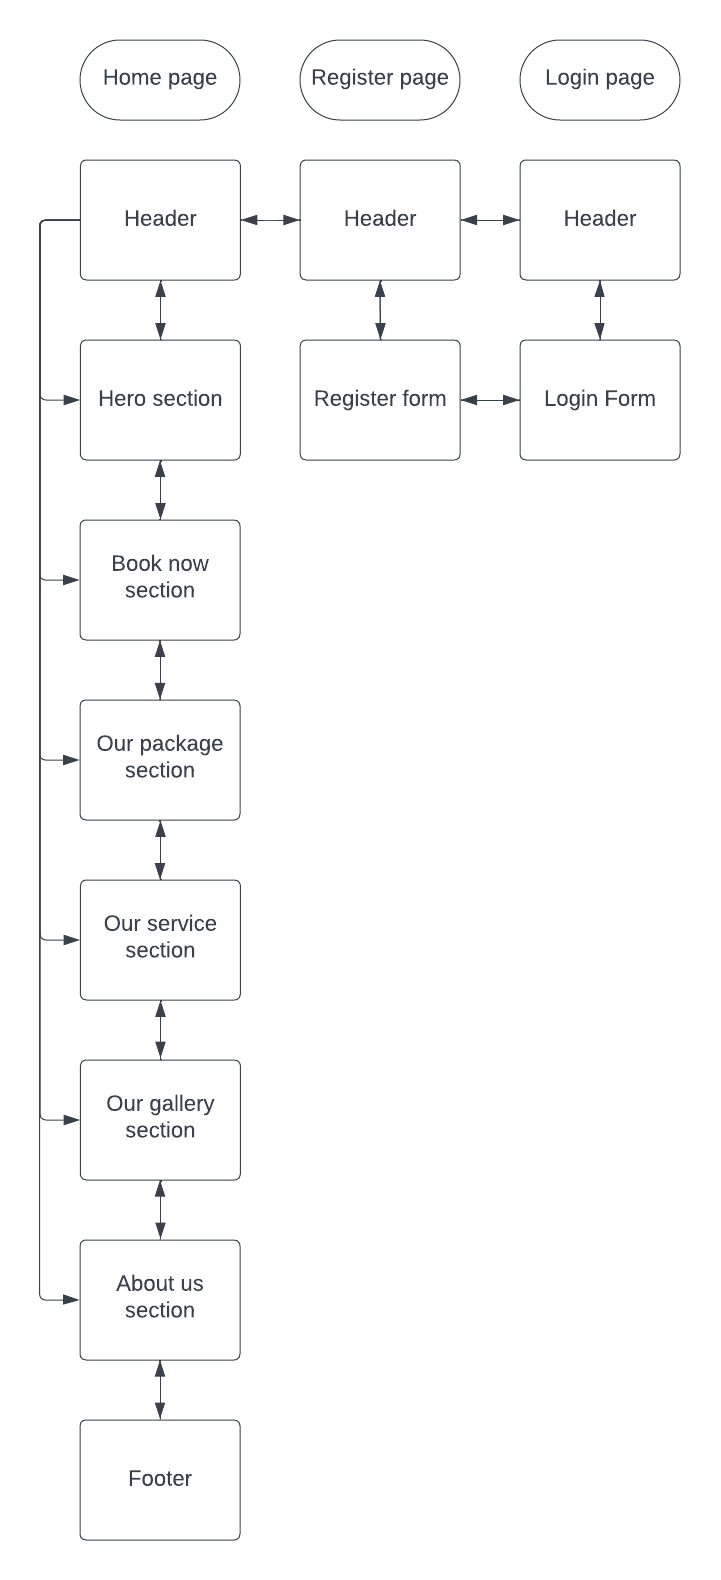 Home page
Register page
Login page
Header
Header
Header
Hero section
Register form
Login Form
Book now
section
Our package
section
Our service
section
Our gallery
section
About us
section
Footer